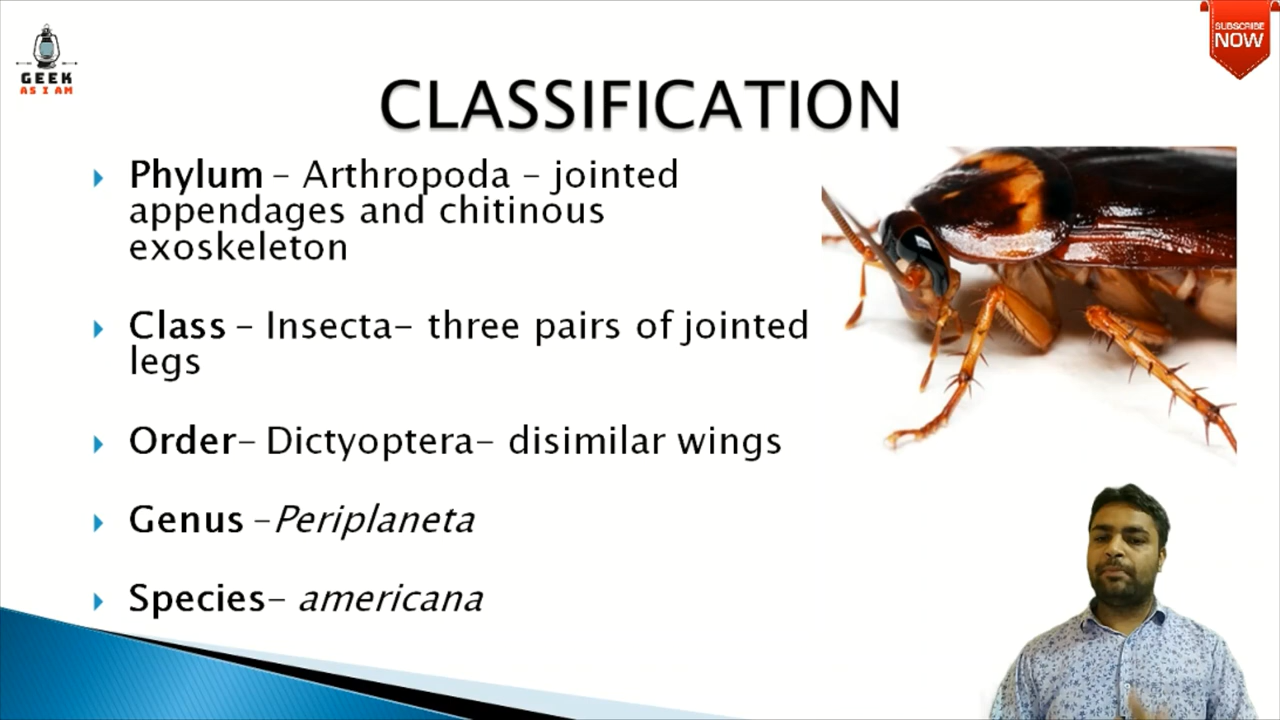 GEEK
AS I AM
SUBSCRIBE
NOW
CLASSIFICATION
Phylum – Arthropoda – jointed
appendages and chitinous
exoskeleton
Class – Insecta– three pairs of jointed
legs
Order– Dictyoptera– disimilar wings
Genus –Periplaneta
Species– americana